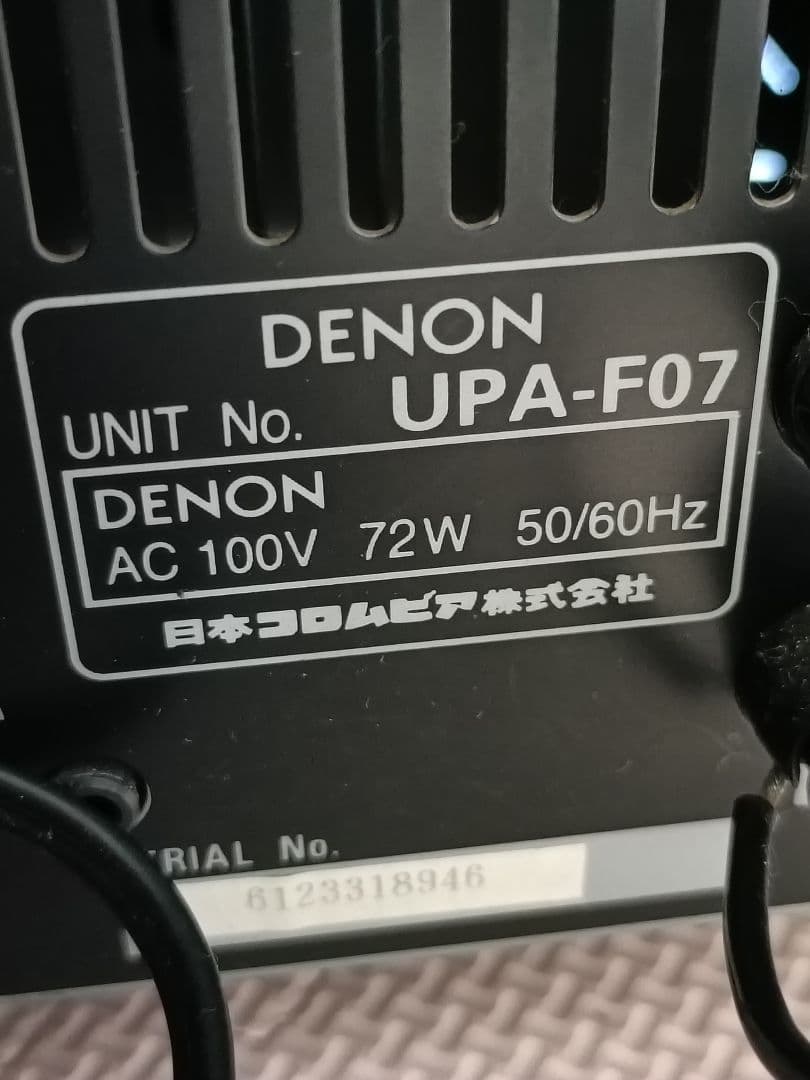 DENON
UNIT No. UPA-F07
DENON
AC 100V 72W 50/60Hz
日本コロムビア株式会社
RIAL No.
6123318946